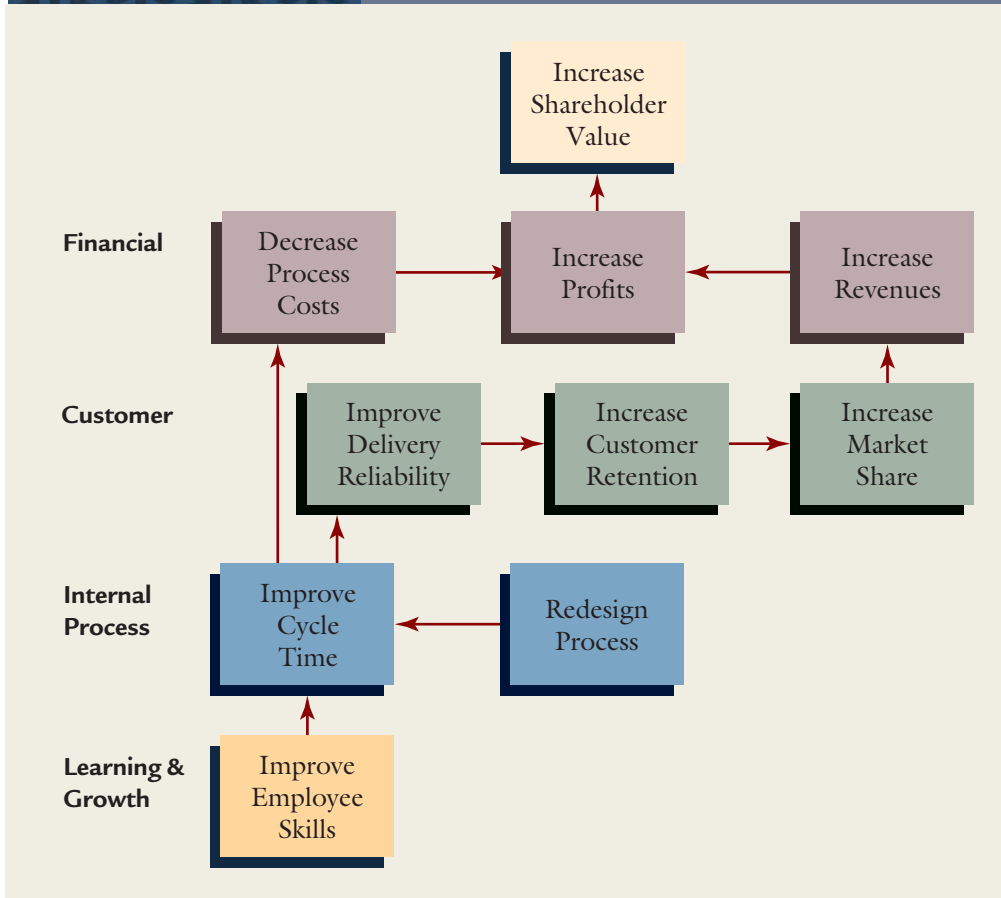 Increase
Shareholder
Value
Financial
Decrease
Process
Costs
Increase
Profits
Increase
Revenues
Customer
Improve
Delivery
Reliability
Increase
Customer
Retention
Increase
Market
Share
Internal
Process
Improve
Cycle
Time
Redesign
Process
Learning &
Growth
Improve
Employee
Skills